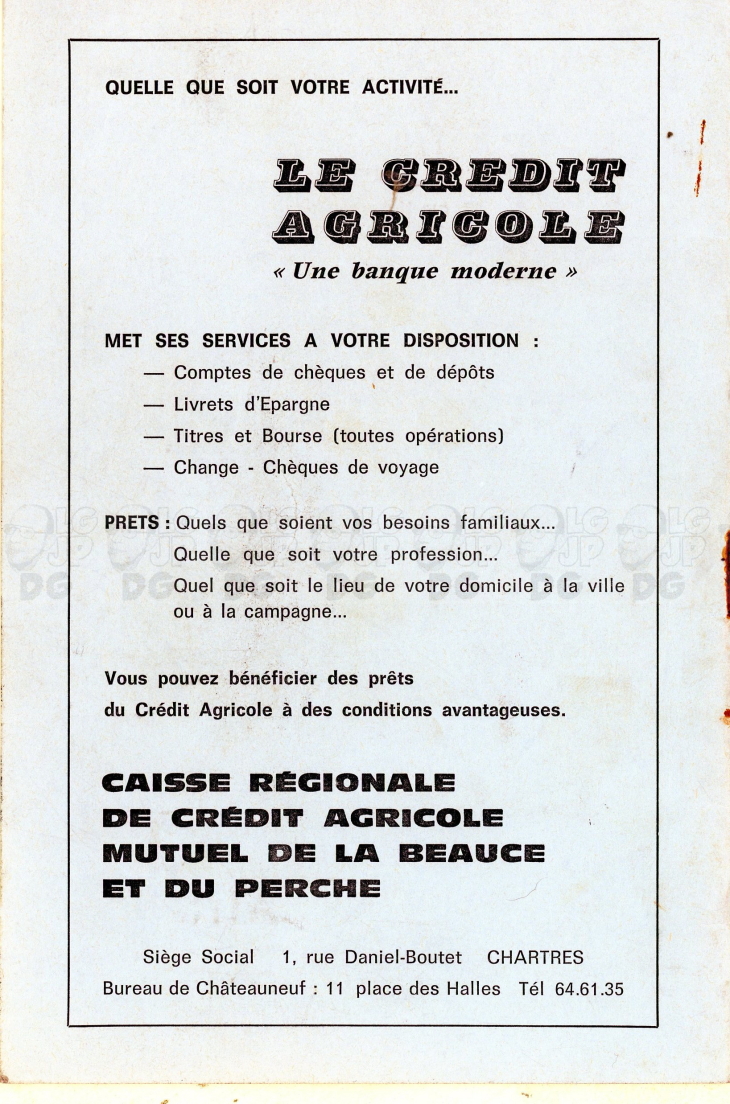 QUELLE QUE SOIT VOTRE ACTIVITÉ...
LE CREDIT
AGRICOLE
« Une banque moderne »
MET SES SERVICES A VOTRE DISPOSITION :
— Comptes de chèques et de dépôts
— Livrets d'Epargne
— Titres et Bourse (toutes opérations)
— Change - Chèques de voyage
PRETS : Quels que soient vos besoins familiaux...
Quelle que soit votre profession...
Quel que soit le lieu de votre domicile à la ville
ou à la campagne...
Vous pouvez bénéficier des prêts
du Crédit Agricole à des conditions avantageuses.
CAISSE RÉGIONALE
DE CRÉDIT AGRICOLE
MUTUEL DE LA BEAUCE
ET DU PERCHE
Siège Social 1, rue Daniel-Boutet CHARTRES
Bureau de Châteauneuf : 11 place des Halles Tél 64.61.35